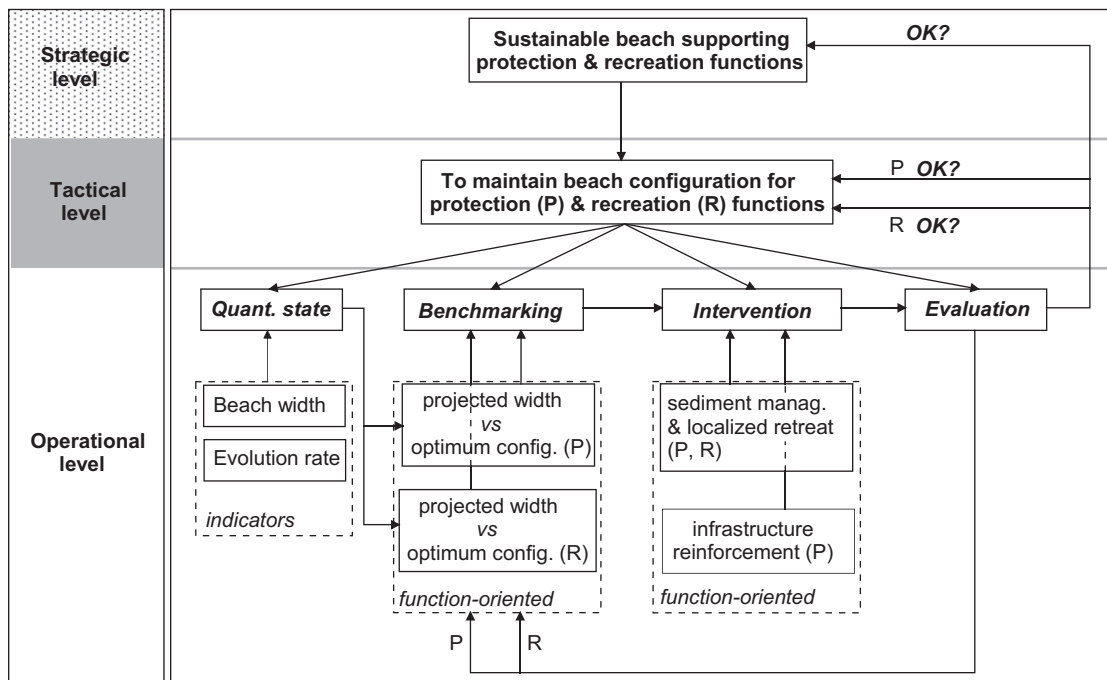 Strategic
level
Sustainable beach supporting
protection & recreation functions
OK?
Tactical
level
To maintain beach configuration for
protection (P) & recreation (R) functions
P OK?
R OK?
Operational
level
Quant. state
Benchmarking
Intervention
Evaluation
Beach width
Evolution rate
indicators
projected width
vs
optimum config. (P)
projected width
vs
optimum config. (R)
function-oriented
sediment manag.
& localized retreat
(P, R)
infrastructure
reinforcement (P)
function-oriented
P
R